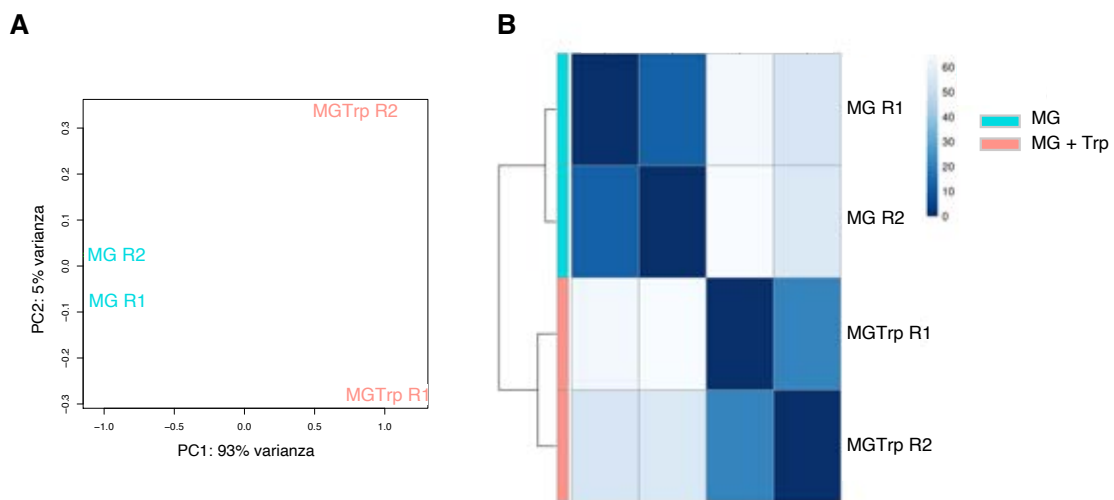 A
B
MGTrp R2
MG R2
MG R1
MGTrp R1
0.3
0.2
0.1
0.0
−0.1
−0.2
−0.3
PC2: 5% varianza
−1.0
−0.5
0.0
0.5
1.0
PC1: 93% varianza
MG R1
MG R2
MGTrp R1
MGTrp R2
60
50
40
30
20
10
0
MG
MG + Trp